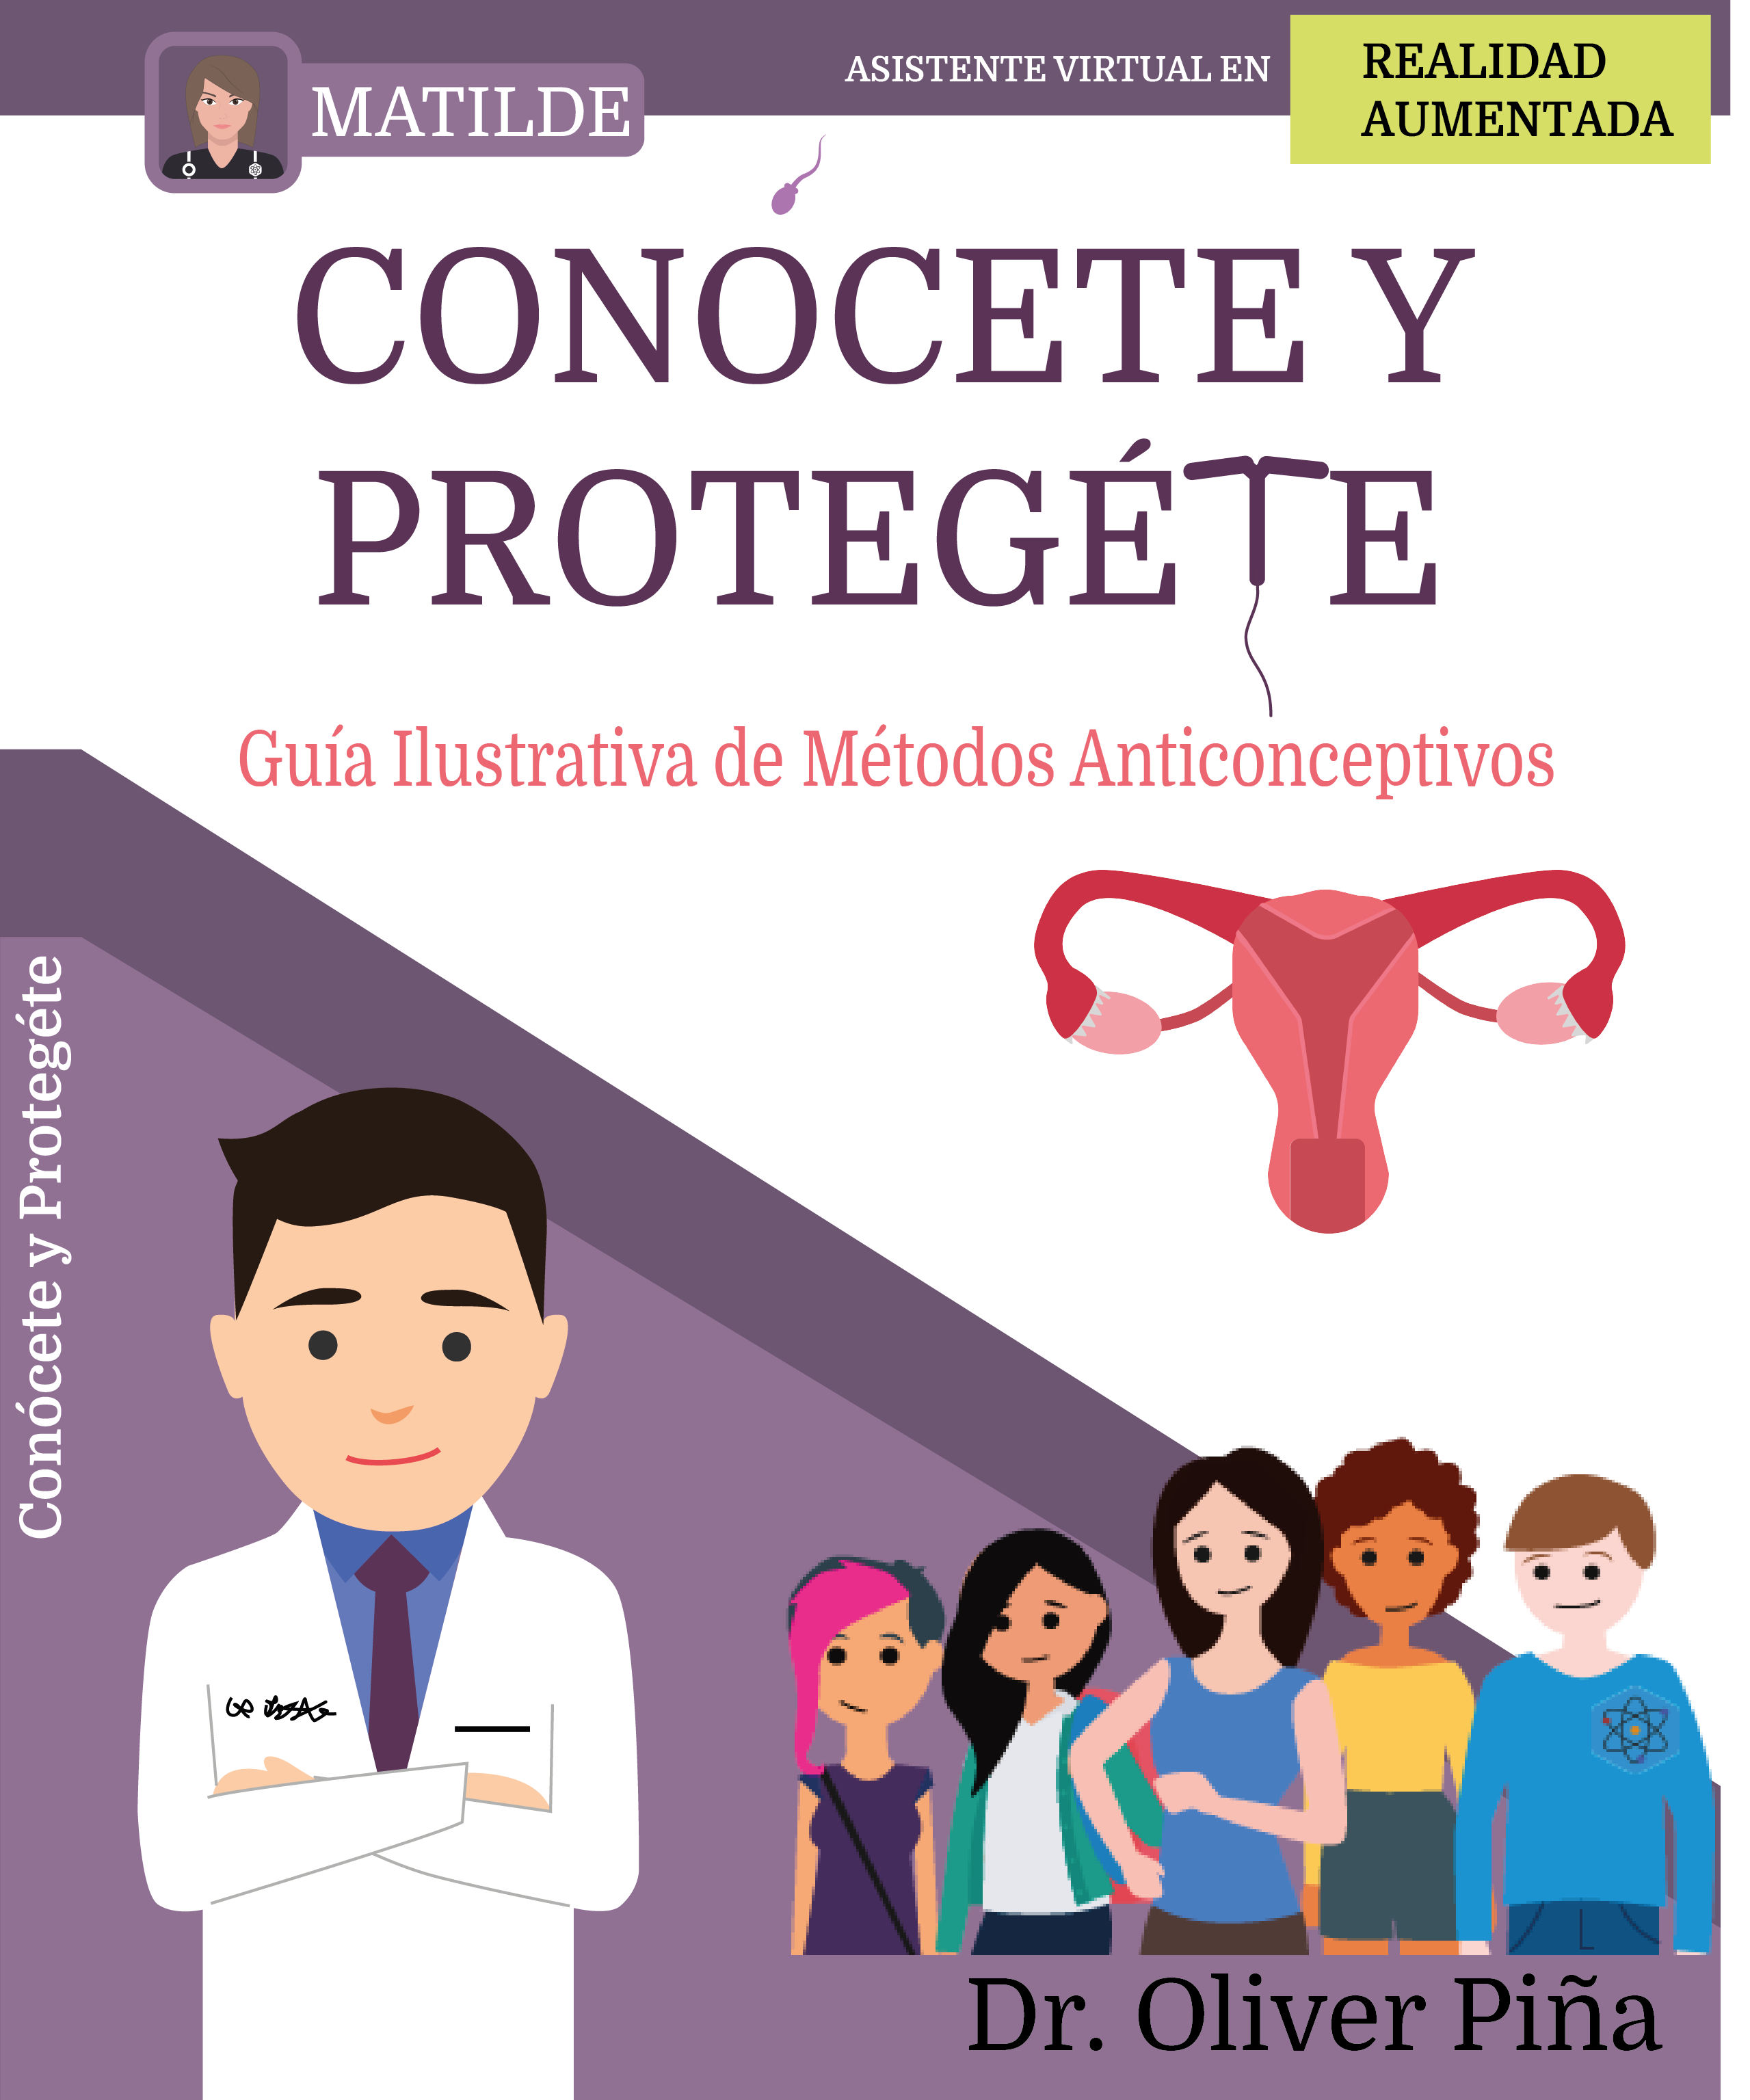 MATILDE
ASISTENTE VIRTUAL EN
REALIDAD
AUMENTADA
CONÓCETE Y
PROTEGÉTE
Guía Ilustrativa de Métodos Anticonceptivos
Conócete y Protegéte
Dr. Oliver Piña